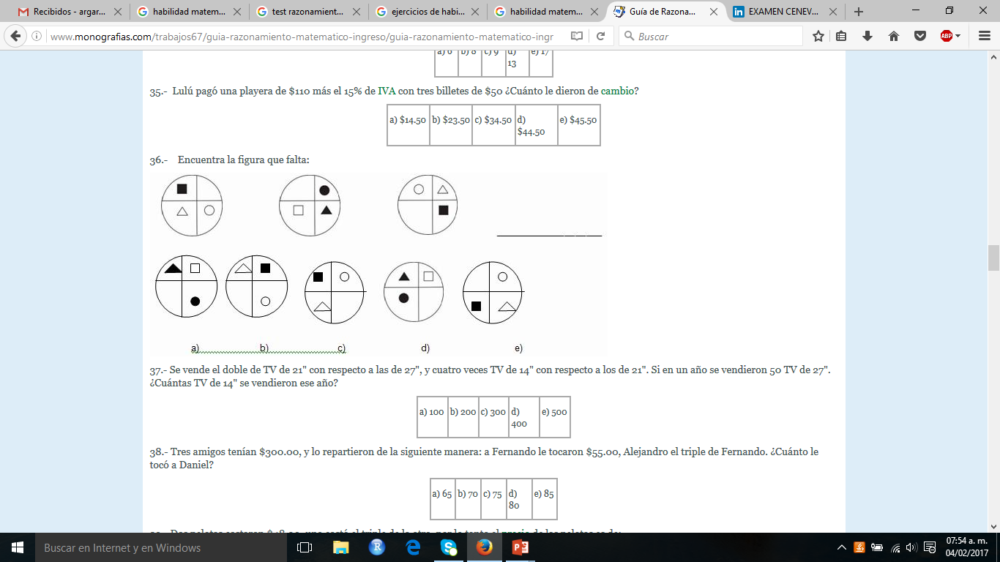 Recibidos - argar...
habilidad matem...
test razonamient...
ejercicios de habi...
habilidad matem...
Guía de Razona...
EXAMEN CENEV...
www.monografias.com/trabajos67/guia-razonamiento-matematico-ingreso/guia-razonamiento-matematico-ingr
Buscar
ABP
a) 6 b) 8 c) 9 d) 13 e) 17
35.- Lulú pagó una playera de $110 más el 15% de IVA con tres billetes de $50 ¿Cuánto le dieron de cambio?
a) $14.50 b) $23.50 c) $34.50 d) $44.50 e) $45.50
36.- Encuentra la figura que falta:
a) b) c) d) e)
37.- Se vende el doble de TV de 21" con respecto a las de 27", y cuatro veces TV de 14" con respecto a los de 21". Si en un año se vendieron 50 TV de 27".
¿Cuántas TV de 14" se vendieron ese año?
a) 100 b) 200 c) 300 d) 400 e) 500
38.- Tres amigos tenían $300.00, y lo repartieron de la siguiente manera: a Fernando le tocaron $55.00, Alejandro el triple de Fernando. ¿Cuánto le
tocó a Daniel?
a) 65 b) 70 c) 75 d) 80 e) 85
Buscar en Internet y en Windows
07:54 a. m.
04/02/2017